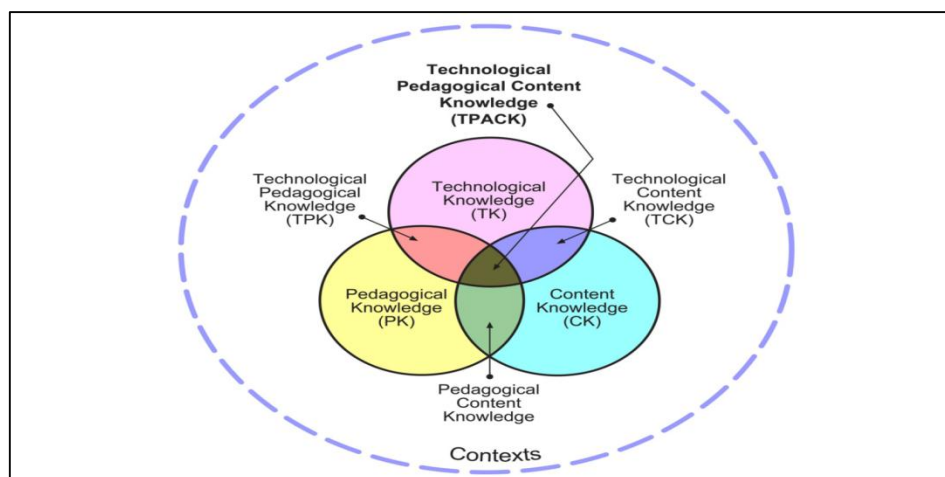 Technological
Pedagogical Content
Knowledge
(TPACK)
Technological
Pedagogical
Knowledge
(TPK)
Technological
Knowledge
(TK)
Technological
Content
Knowledge
(TCK)
Pedagogical
Knowledge
(PK)
Content
Knowledge
(CK)
Pedagogical
Content
Knowledge
Contexts